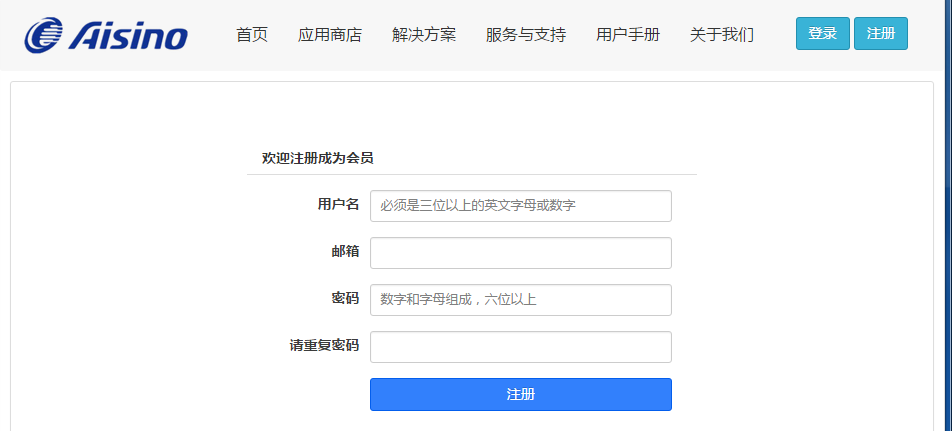 Aisino 首页 应用商店 解决方案 服务与支持 用户手册 关于我们 登录 注册
欢迎注册成为会员
用户名 必须是三位以上的英文字母或数字
邮箱
密码 数字和字母组成，六位以上
请重复密码
注册